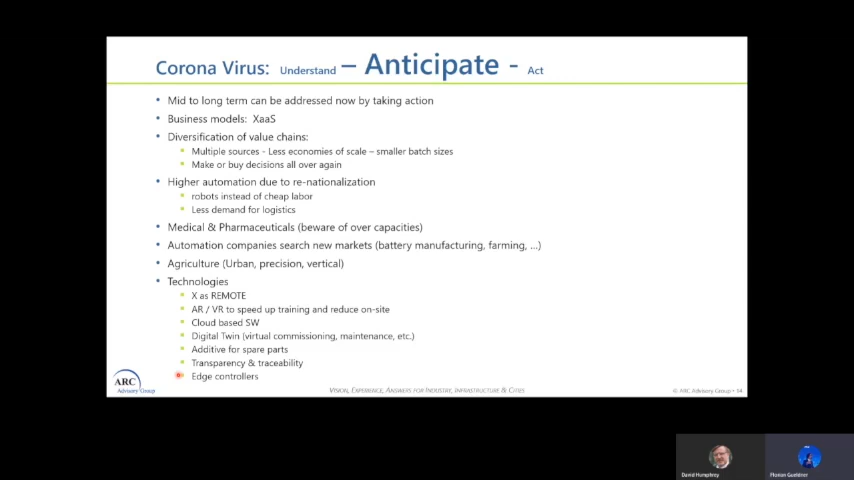 Corona Virus: Understand – Anticipate - Act
Mid to long term can be addressed now by taking action
Business models: XaaS
Diversification of value chains:
Multiple sources - Less economies of scale – smaller batch sizes
Make or buy decisions all over again
Higher automation due to re-nationalization
robots instead of cheap labor
Less demand for logistics
Medical & Pharmaceuticals (beware of over capacities)
Automation companies search new markets (battery manufacturing, farming, …)
Agriculture (Urban, precision, vertical)
Technologies
X as REMOTE
AR / VR to speed up training and reduce on-site
Cloud based SW
Digital Twin (virtual commissioning, maintenance, etc.)
Additive for spare parts
Transparency & traceability
Edge controllers
ARC
Advisory Group
Vision, Experience, Answers for Industry, Infrastructure & Cities
© ARC Advisory Group • 14
David Humphrey
Florian Gueldner